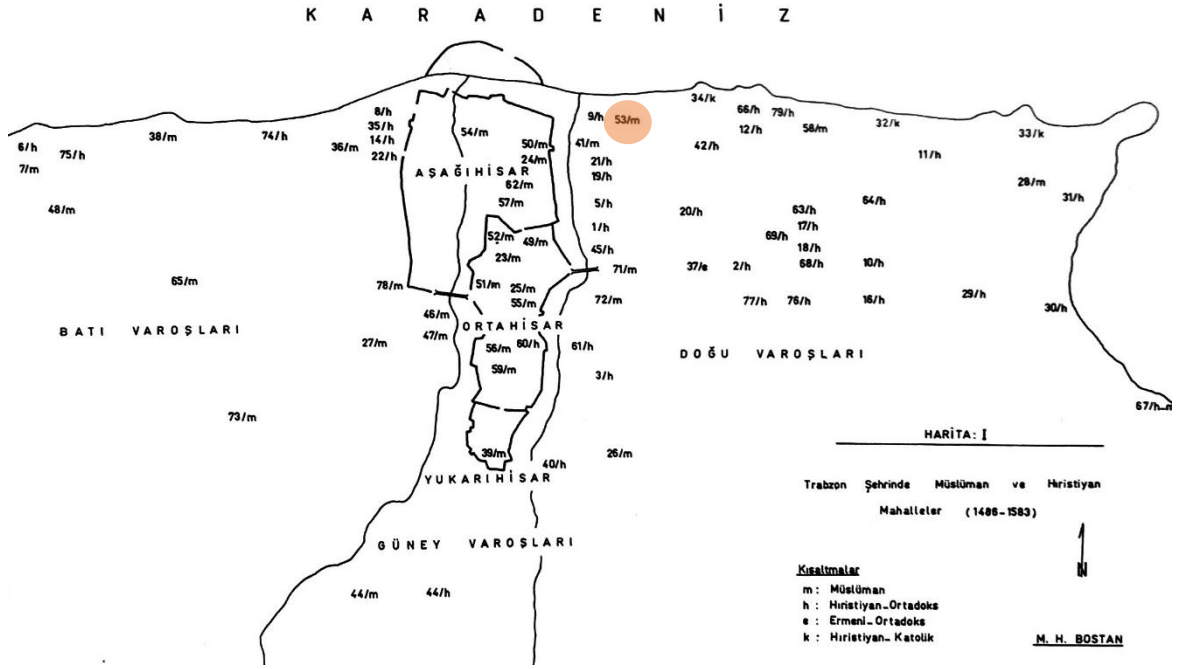 K A R A D E N İ Z
34/k
8/h
9/h
53/m
66/h
79/h
35/h
38/m
74/h
54/m
12/h
58/m
32/k
33/k
14/h
6/h
36/m
50/m
41/m
42/h
75/h
22/h
24/m
21/h
11/h
7/m
AŞAĞIHİSAR
19/h
62/m
28/m
48/m
57/m
5/h
20/h
63/h
64/h
31/h
1/h
17/h
52/m
49/m
69/h
45/h
18/h
23/m
71/m
37/e
2/h
68/h
10/h
65/m
78/m
51/m
25/m
72/m
77/h
76/h
16/h
29/h
55/m
30/h
46/m
BATI VAROŞLARI
47/m
ORTAHİSAR
27/m
56/m
60/h
61/h
DOĞU VAROŞLARI
59/m
3/h
73/m
67/h-m
HARİTA: I
39/m
40/h
26/m
YUKARIHİSAR
Trabzon Şehrinde Müslüman ve Hıristiyan
Mahalleler (1486-1583)
GÜNEY VAROŞLARI
N
Kısaltmalar
44/m
44/h
m : Müslüman
h : Hıristiyan-Ortadoks
e : Ermeni-Ortadoks
k : Hıristiyan-Katolik
M. H. BOSTAN